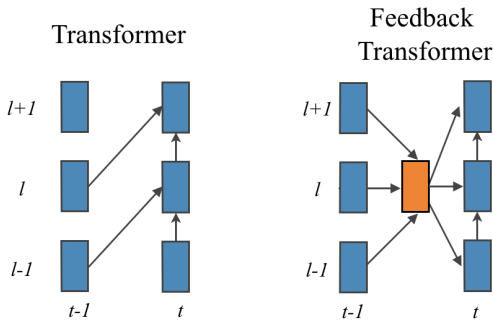 Transformer
l+1
l
l-1
t-1
t
Feedback
Transformer
l+1
l
l-1
t-1
t